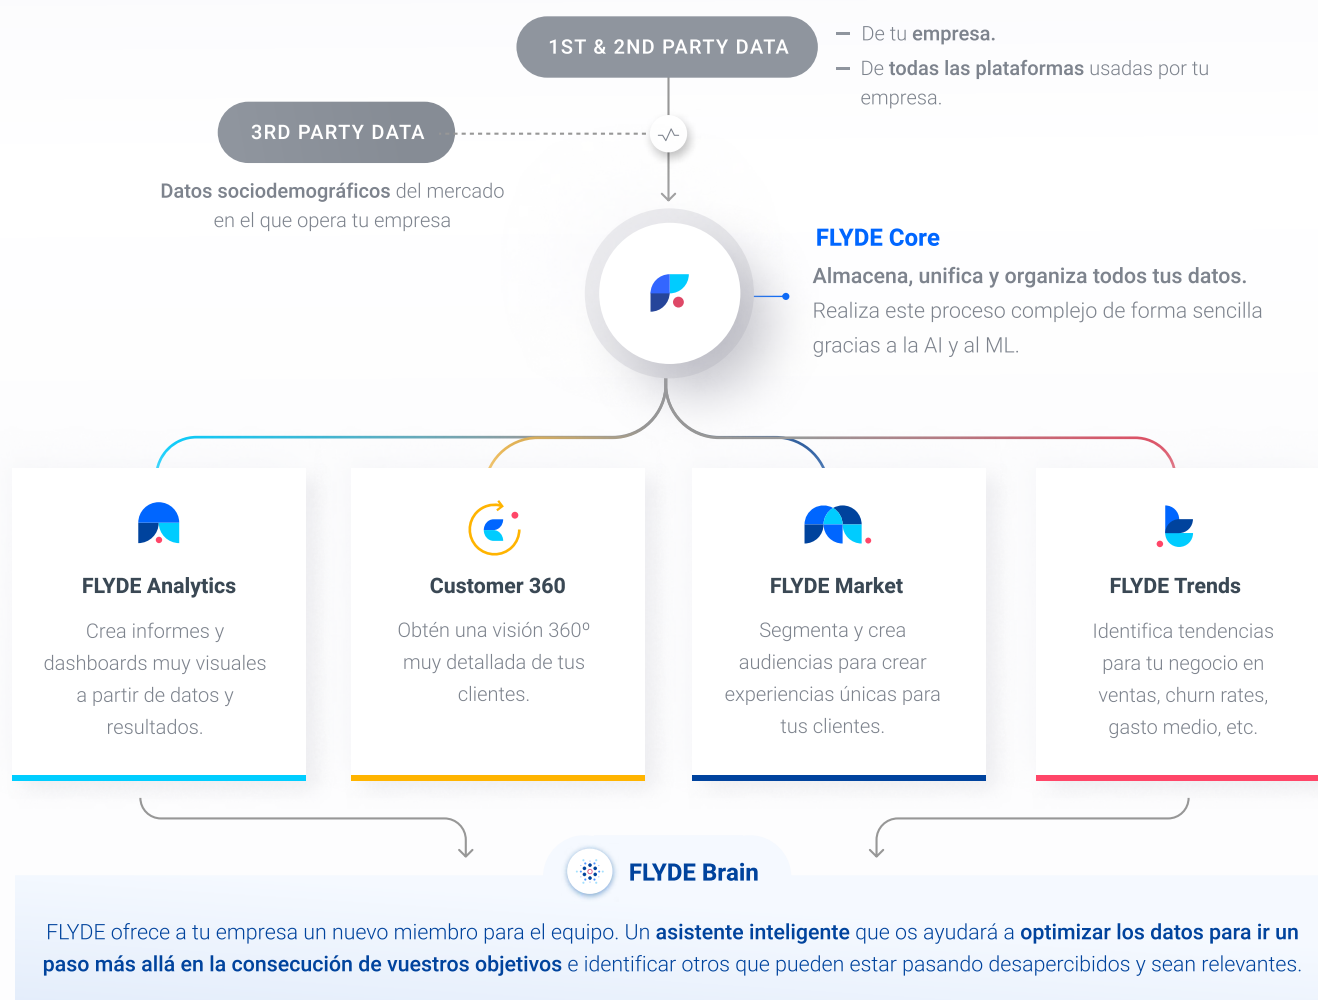 1ST & 2ND PARTY DATA
De tu empresa.
De todas las plataformas usadas por tu
empresa.
3RD PARTY DATA
Datos sociodemográficos del mercado
en el que opera tu empresa
FLYDE Core
Almacena, unifica y organiza todos tus datos.
Realiza este proceso complejo de forma sencilla
gracias a la AI y al ML.
FLYDE Analytics
Crea informes y
dashboards muy visuales
a partir de datos y
resultados.
Customer 360
Obtén una visión 360º
muy detallada de tus
clientes.
FLYDE Market
Segmenta y crea
audiencias para crear
experiencias únicas para
tus clientes.
FLYDE Trends
Identifica tendencias
para tu negocio en
ventas, churn rates,
gasto medio, etc.
FLYDE Brain
FLYDE ofrece a tu empresa un nuevo miembro para el equipo. Un asistente inteligente que os ayudará a optimizar los datos para ir un
paso más allá en la consecución de vuestros objetivos e identificar otros que pueden estar pasando desapercibidos y sean relevantes.